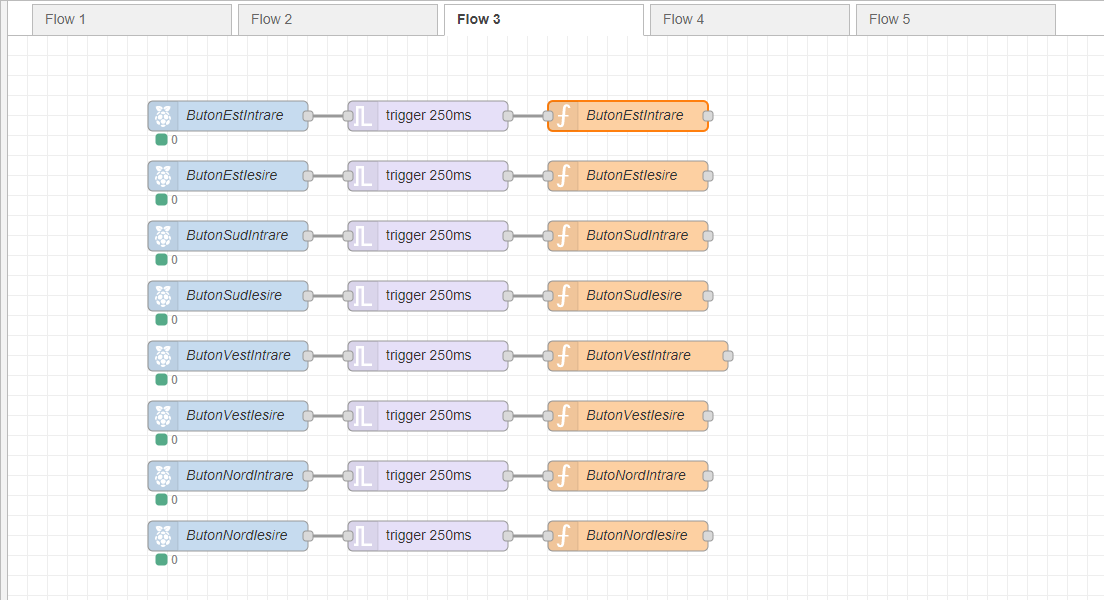 Flow 1
Flow 2
Flow 3
Flow 4
Flow 5
ButonEstIntrare
trigger 250ms
ButonEstIntrare
0
ButonEstIesire
trigger 250ms
ButonEstIesire
0
ButonSudIntrare
trigger 250ms
ButonSudIntrare
0
ButonSudIesire
trigger 250ms
ButonSudIesire
0
ButonVestIntrare
trigger 250ms
ButonVestIntrare
0
ButonVestIesire
trigger 250ms
ButonVestIesire
0
ButonNordIntrare
trigger 250ms
ButoNordIntrare
0
ButonNordIesire
trigger 250ms
ButonNordIesire
0